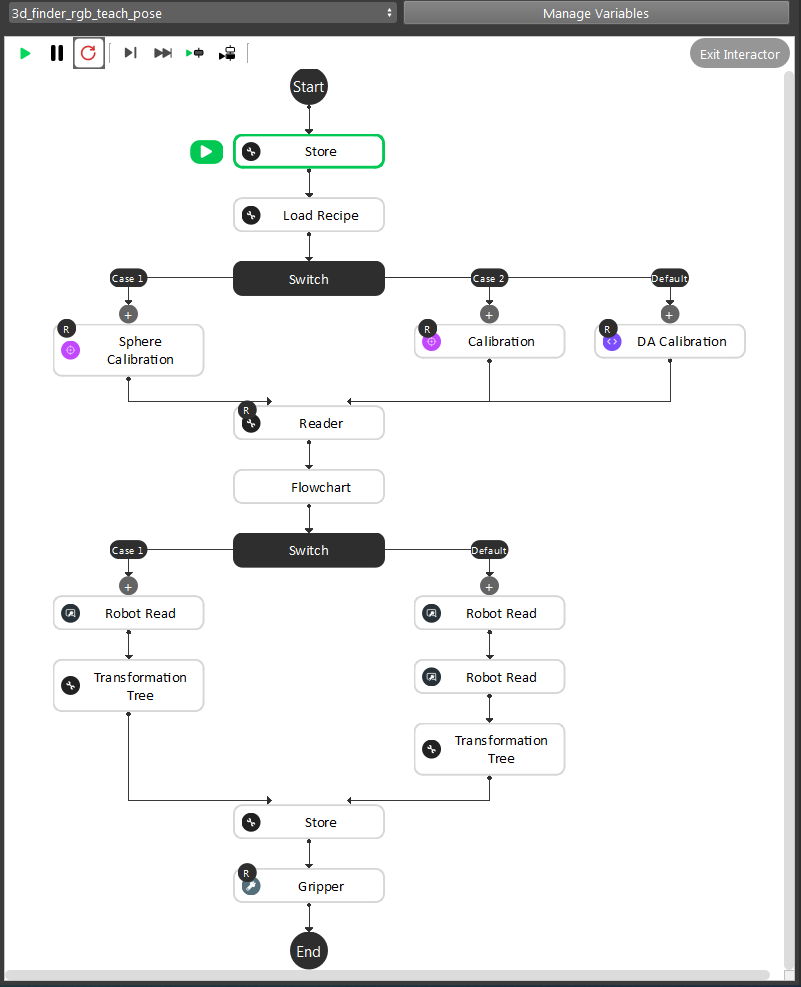 3d_finder_rgb_teach_pose
Manage Variables
Exit Interactor
Start
Store
Load Recipe
Case 1
Switch
Case 2
Default
+
+
+
R
Sphere
Calibration
R
Calibration
R
DA Calibration
R
Reader
Flowchart
Case 1
Switch
Default
+
+
Robot Read
Robot Read
Transformation
Tree
Robot Read
Transformation
Tree
Store
R
Gripper
End